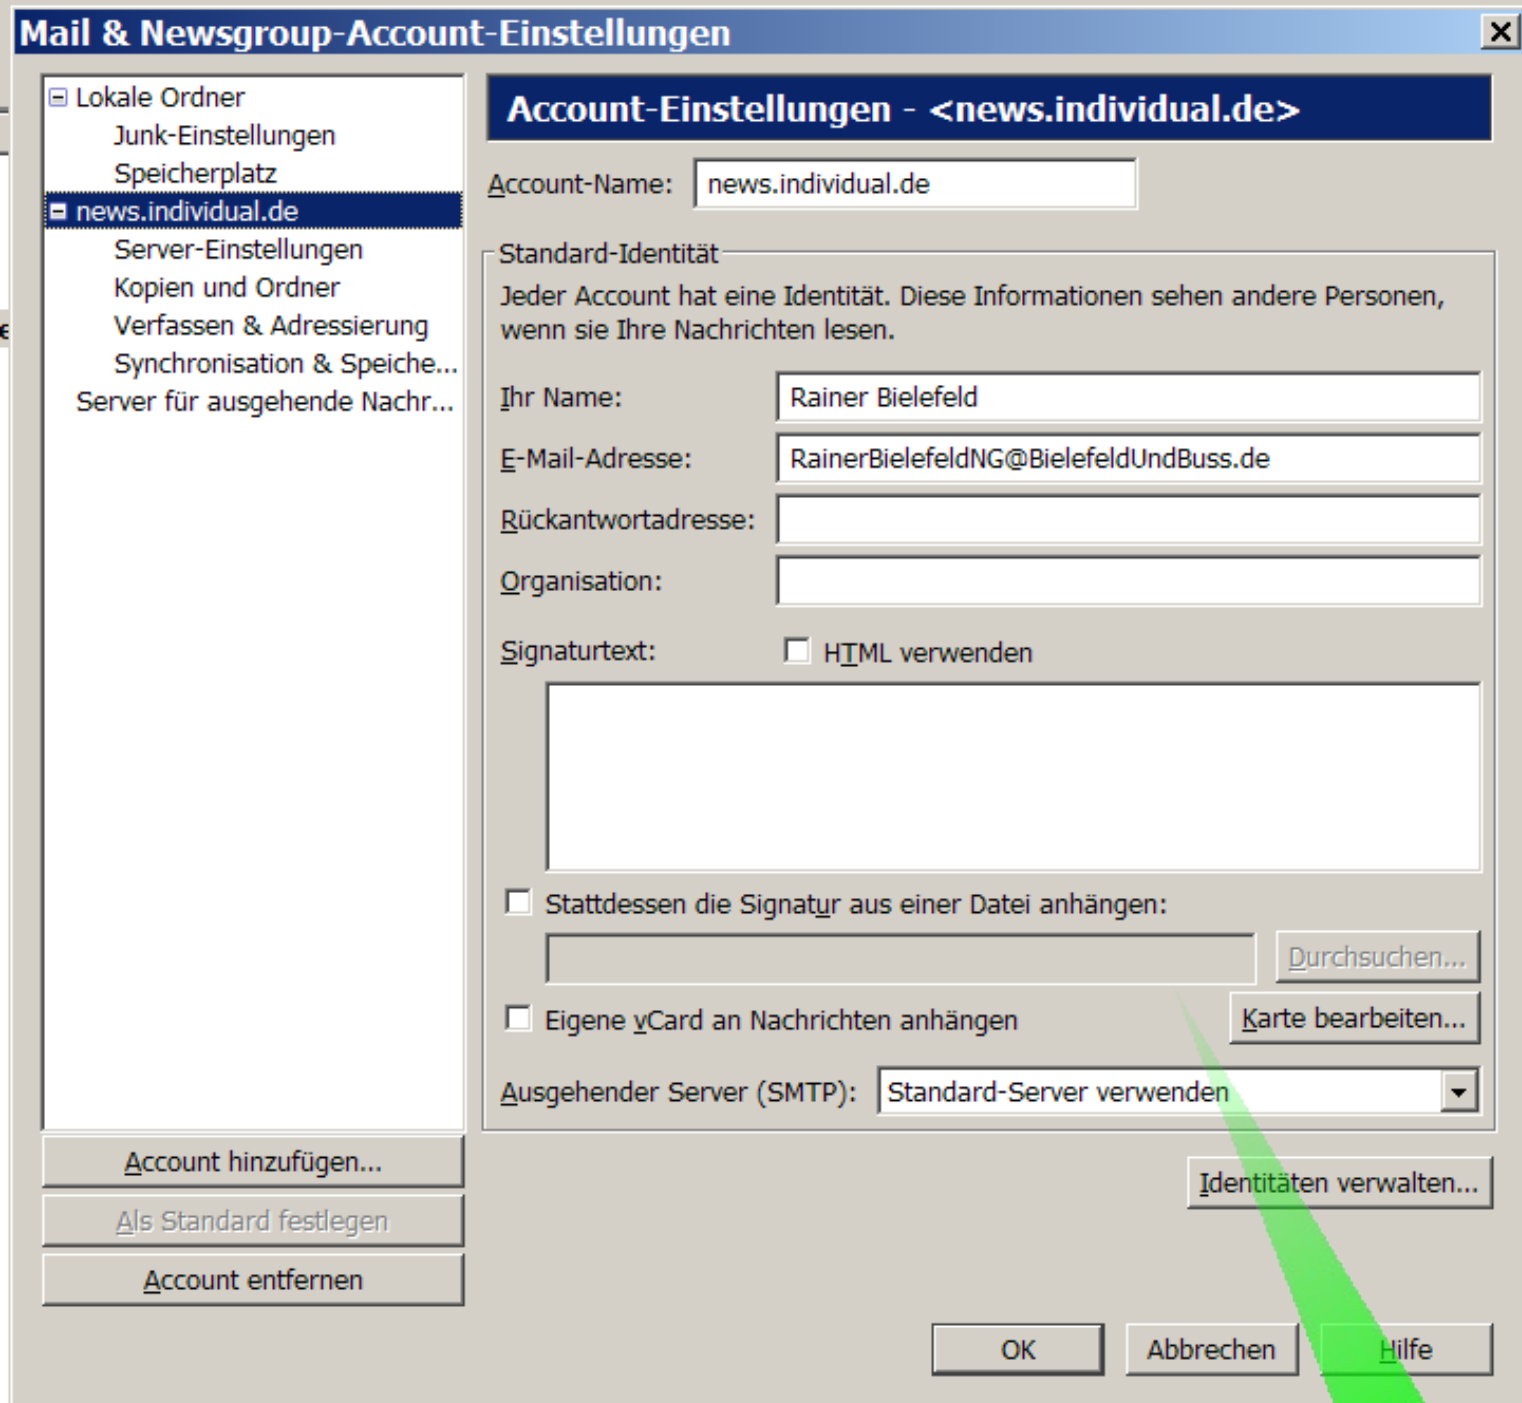 Mail & Newsgroup-Account-Einstellungen
Lokale Ordner
Junk-Einstellungen
Speicherplatz
news.individual.de
Server-Einstellungen
Kopien und Ordner
Verfassen & Adressierung
Synchronisation & Speiche...
Server für ausgehende Nachr...
Account hinzufügen...
Als Standard festlegen
Account entfernen
Account-Einstellungen - <news.individual.de>
Account-Name: news.individual.de
Standard-Identität
Jeder Account hat eine Identität. Diese Informationen sehen andere Personen,
wenn sie Ihre Nachrichten lesen.
Ihr Name: Rainer Bielefeld
E-Mail-Adresse: RainerBielefeldNG@BielefeldUndBuss.de
Rückantwortadresse:
Organisation:
Signaturtext: HTML verwenden
Stattdessen die Signatur aus einer Datei anhängen:
Durchsuchen...
Eigene vCard an Nachrichten anhängen Karte bearbeiten...
Ausgehender Server (SMTP): Standard-Server verwenden
Identitäten verwalten...
OK Abbrechen Hilfe